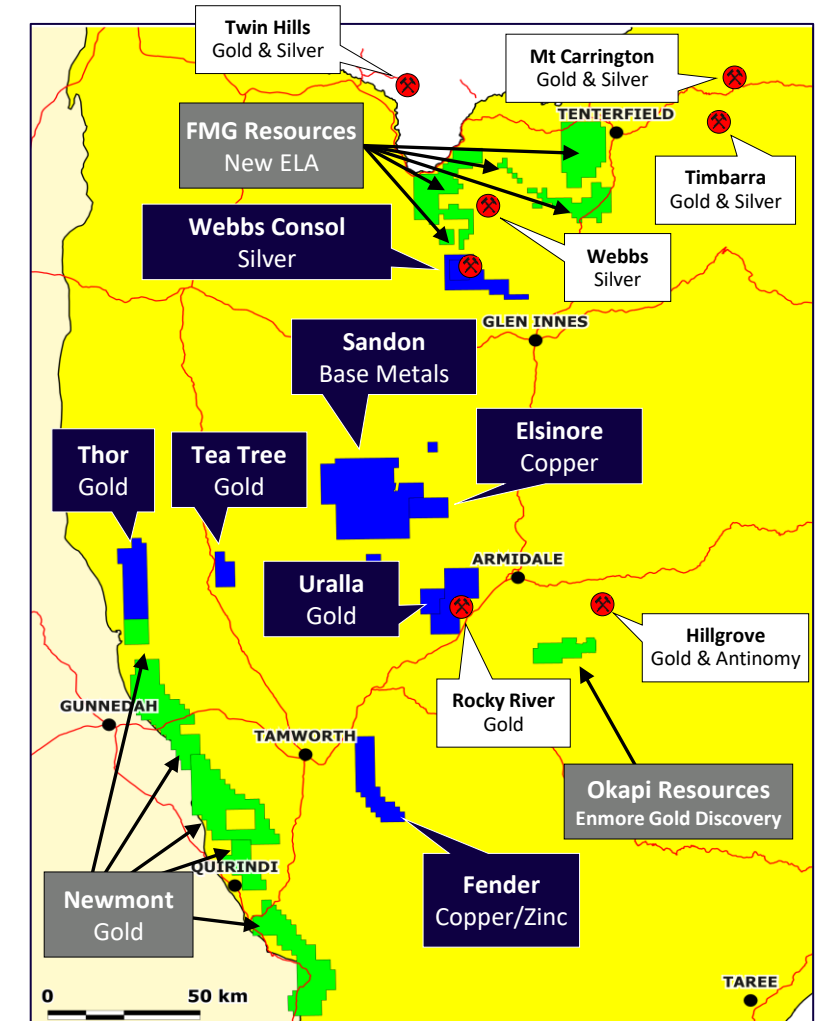 Twin Hills
Gold & Silver
Mt Carrington
Gold & Silver
TENTERFIELD
FMG Resources
New ELA
Timbarra
Gold & Silver
Webbs Consol
Silver
Webbs
Silver
GLEN INNES
Sandon
Base Metals
Elsinore
Copper
Thor
Gold
Tea Tree
Gold
ARMIDALE
Uralla
Gold
Hillgrove
Gold & Antinomy
Rocky River
Gold
GUNNEDAH
TAMWORTH
Okapi Resources
Enmore Gold Discovery
QUIRINDI
Fender
Copper/Zinc
Newmont
Gold
TAREE
0 50 km